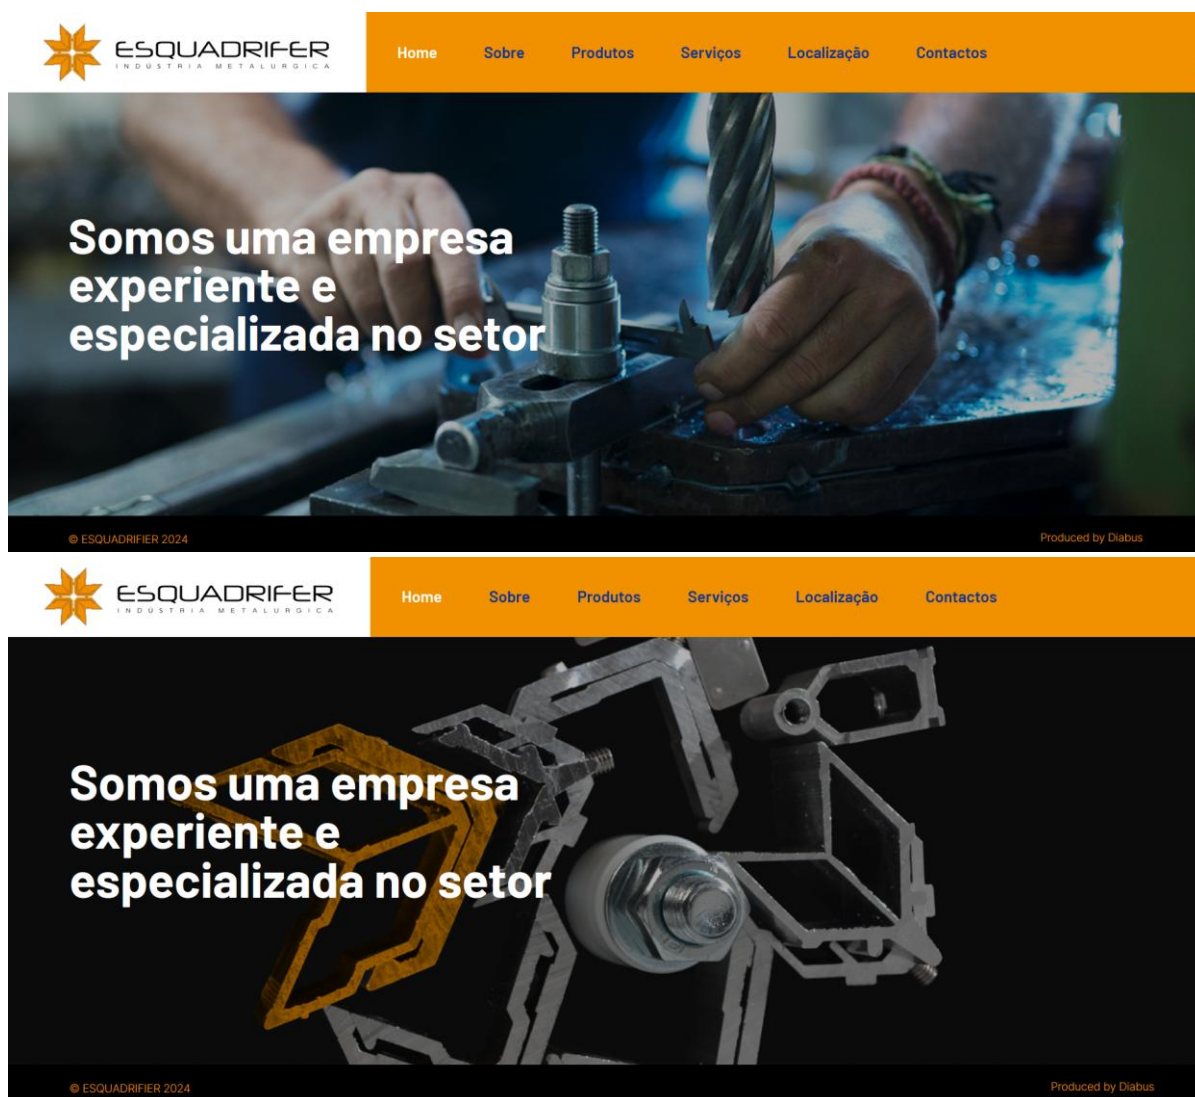 ESQUADRIFER
INDÚSTRIA METALURGICA
Home Sobre Produtos Serviços Localização Contactos
Somos uma empresa
experiente e
especializada no setor
© ESQUADRIFIER 2024
Produced by Diabus
ESQUADRIFER
INDÚSTRIA METALURGICA
Home Sobre Produtos Serviços Localização Contactos
Somos uma empresa
experiente e
especializada no setor
© ESQUADRIFIER 2024
Produced by Diabus